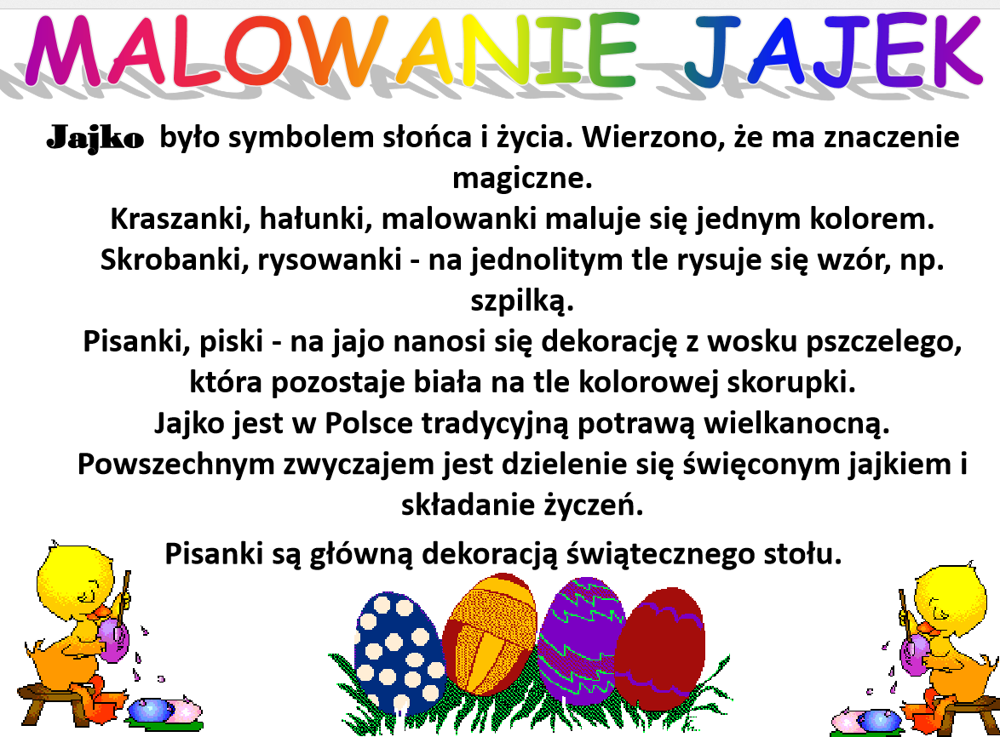 MALOWANIE JAJEK
Jajko było symbolem słońca i życia. Wierzono, że ma znaczenie
magiczne.
Kraszanki, hałunki, malowanki maluje się jednym kolorem.
Skrobanki, rysowanki - na jednolitym tle rysuje się wzór, np.
szpilką.
Pisanki, piski - na jajo nanosi się dekorację z wosku pszczelego,
która pozostaje biała na tle kolorowej skorupki.
Jajko jest w Polsce tradycyjną potrawą wielkanocną.
Powszechnym zwyczajem jest dzielenie się święconym jajkiem i
składanie życzeń.
Pisanki są główną dekoracją świątecznego stołu.